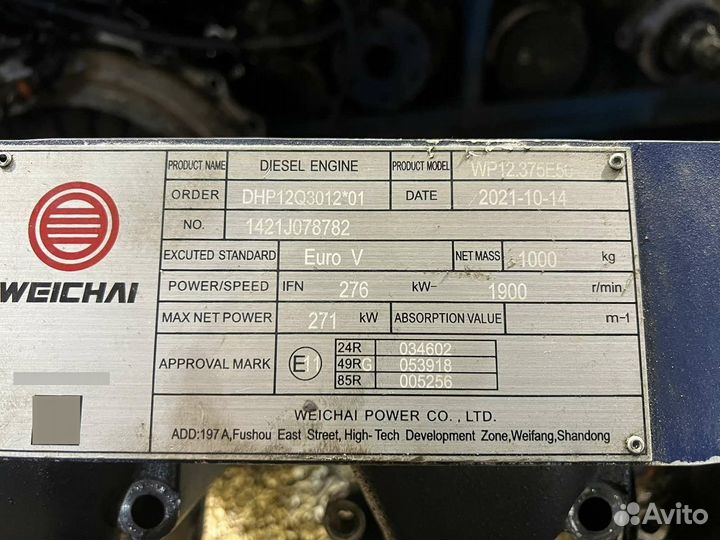 PRODUCT NAME DIESEL ENGINE PRODUCT MODEL WP12.375E50
ORDER DHP12Q3012*01 DATE 2021-10-14
NO. 1421J078782
EXCUTED STANDARD Euro V NET MASS 1000 kg
POWER/SPEED IFN 276 kW- 1900 r/min
MAX NET POWER 271 kW ABSORPTION VALUE m-1
WEICHAI
APPROVAL MARK E11
24R 034602
49RG 053918
85R 005256
WEICHAI POWER CO., LTD.
ADD:197 A,Fushou East Street, High-Tech Development Zone,Weifang,Shandong
Avito